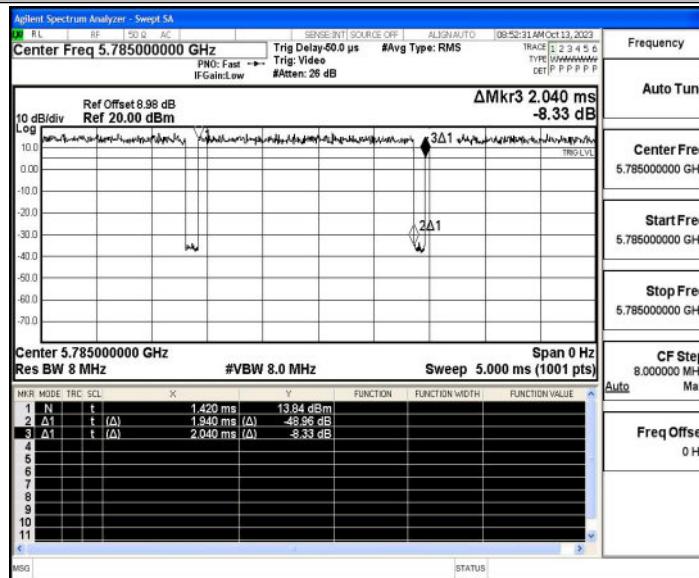 Agilent Spectrum Analyzer - Swept SA
RL RF 50 Ω AC SENSE:INT SOURCE OFF ALIGNAUTO 08:52:31 AM Oct 13, 2023
Center Freq 5.785000000 GHz
PNO: Fast
IFGain:Low
Trig Delay-50.0 µs
Trig: Video
#Atten: 26 dB
#Avg Type: RMS
TRACE 1 2 3 4 5 6
TYPE
DET P P P P P P
Ref Offset 8.98 dB
10 dB/div Ref 20.00 dBm
ΔMkr3 2.040 ms
-8.33 dB
Log
10.0
0.00
-10.0
-20.0
-30.0
-40.0
-50.0
-60.0
-70.0
1
3Δ1
TRIG LVL
2Δ1
Center 5.785000000 GHz Span 0 Hz
Res BW 8 MHz #VBW 8.0 MHz Sweep 5.000 ms (1001 pts)
MKR MODE TRC SCL X Y FUNCTION FUNCTION WIDTH FUNCTION VALUE
1 N t 1.420 ms 13.84 dBm
2 Δ1 t (Δ) 1.940 ms (Δ) -48.96 dB
3 Δ1 t (Δ) 2.040 ms (Δ) -8.33 dB
4
5
6
7
8
9
10
11
MSG STATUS
Frequency
Auto Tun
Center Fre
5.785000000 GH
Start Fre
5.785000000 GH
Stop Fre
5.785000000 GH
CF Step
8.000000 MH
Auto Ma
Freq Offse
0 H